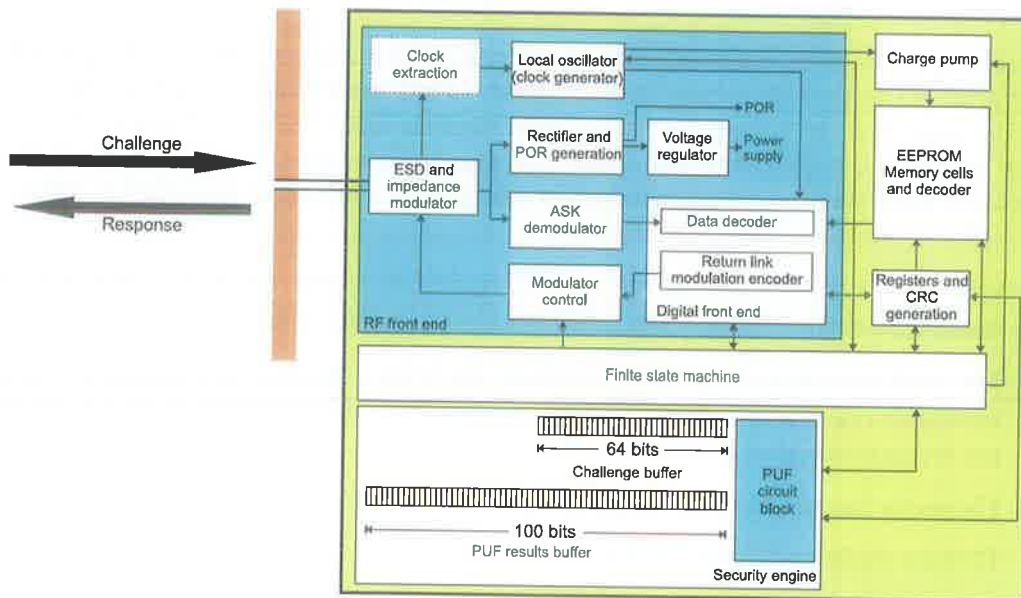 Challenge
Response
Clock
extraction
Local oscillator
(clock generator)
Charge pump
Rectifier and
POR generation
POR
Voltage
regulator
Power
supply
ESD and
impedance
modulator
ASK
demodulator
Data decoder
EEPROM
Memory cells
and decoder
Modulator
control
Return link
modulation encoder
Digital front end
Registers and
CRC
generation
RF front end
Finite state machine
64 bits
Challenge buffer
100 bits
PUF results buffer
PUF
circuit
block
Security engine